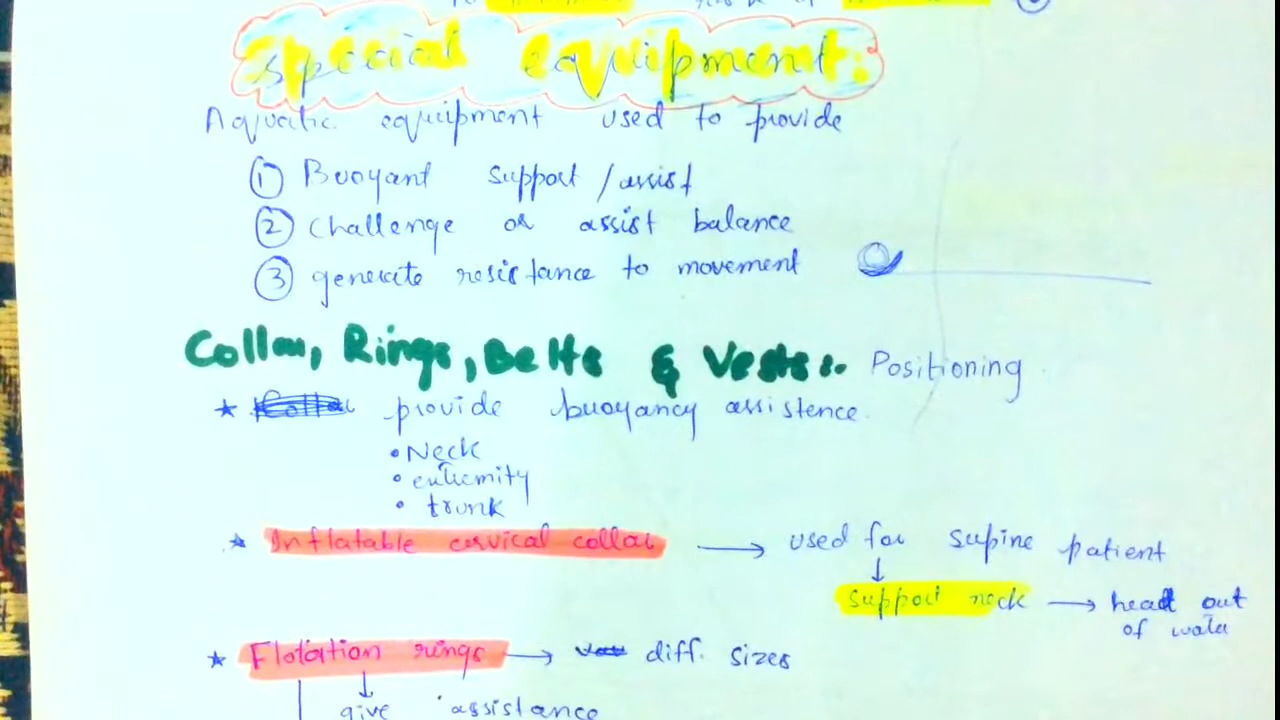 Special equipment:
Aquatic equipment used to provide
① Buoyant support / assist
② Challenge or assist balance
③ generate resistance to movement
Collar, Rings, Belts & Vests:- Positioning
★ provide buoyancy assistence.
• Neck
• extremity
• trunk
★ Inflatable cervical collar → used for supine patient
↓
support neck → head out
of water
★ Flotation rings → diff. sizes
↓
give assistance